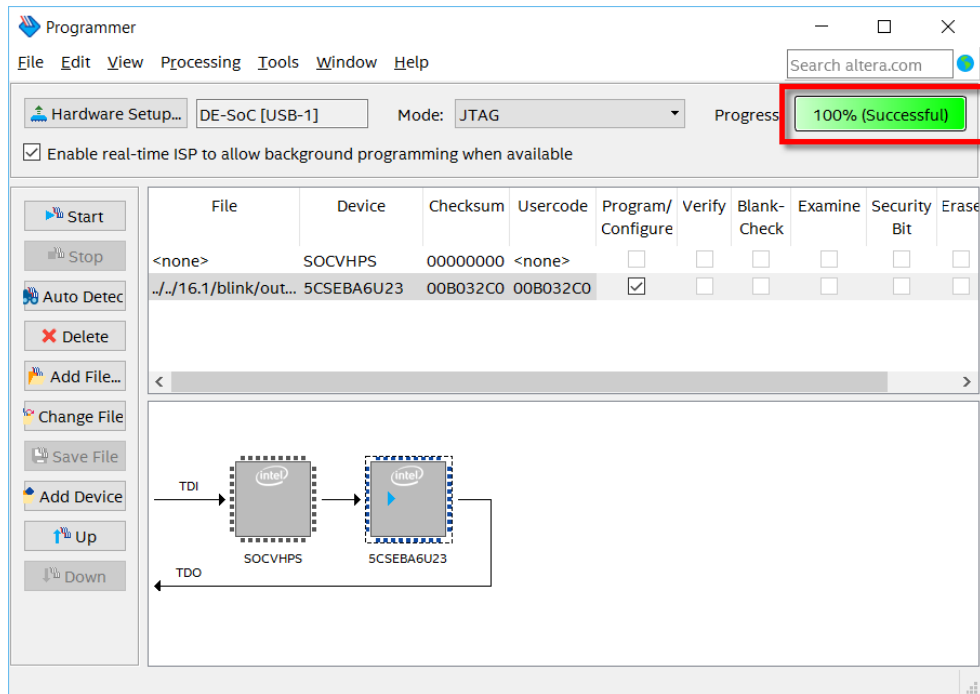 Programmer
File Edit View Processing Tools Window Help
Search altera.com
Hardware Setup... DE-SoC [USB-1] Mode: JTAG Progress 100% (Successful)
Enable real-time ISP to allow background programming when available
Start
Stop
Auto Detec
Delete
Add File...
Change File
Save File
Add Device
Up
Down
File Device Checksum Usercode Program/ Verify Blank- Examine Security Erase
Configure Check Bit
<none> SOCVHPS 00000000 <none>
../../16.1/blink/out... 5CSEBA6U23 00B032C0 00B032C0
intel intel
TDI
SOCVHPS 5CSEBA6U23
TDO